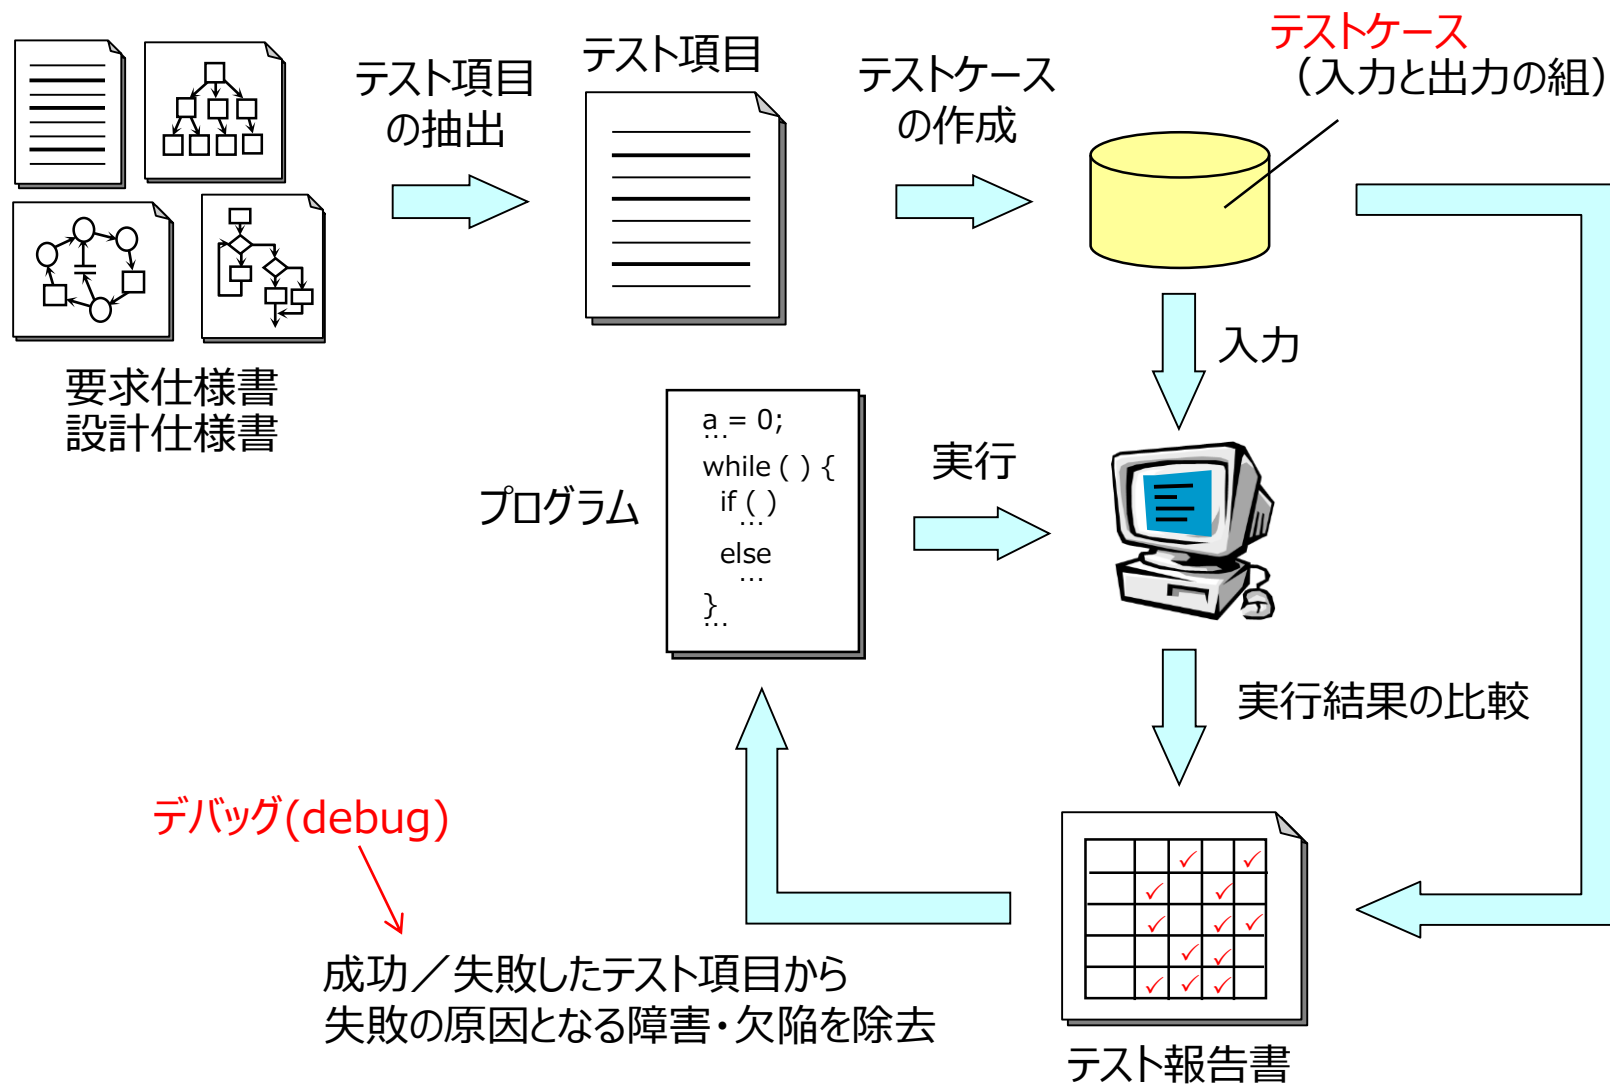 テストケース
（入力と出力の組）
テスト項目
の抽出
テスト項目
テストケース
の作成
入力
要求仕様書
設計仕様書
プログラム
a = 0;
…
while ( ) {
if ( )
…
else
…
}
…
実行
実行結果の比較
デバッグ(debug)
成功／失敗したテスト項目から
失敗の原因となる障害・欠陥を除去
テスト報告書